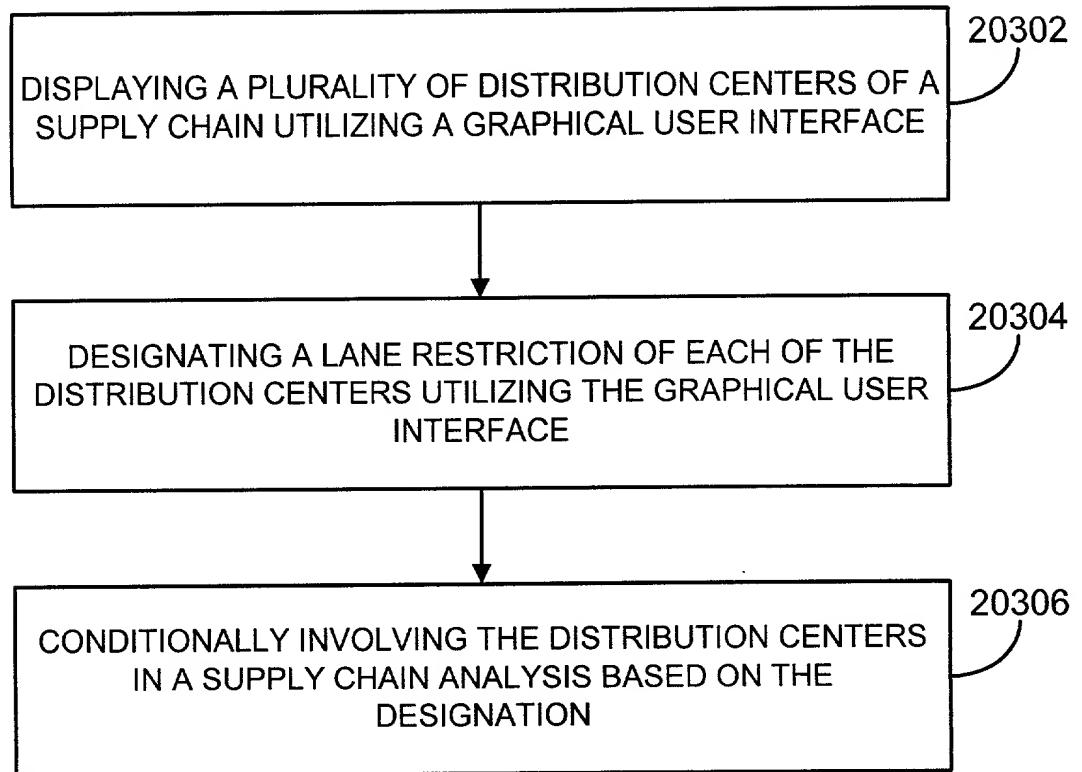 20302
DISPLAYING A PLURALITY OF DISTRIBUTION CENTERS OF A
SUPPLY CHAIN UTILIZING A GRAPHICAL USER INTERFACE
20304
DESIGNATING A LANE RESTRICTION OF EACH OF THE
DISTRIBUTION CENTERS UTILIZING THE GRAPHICAL USER
INTERFACE
20306
CONDITIONALLY INVOLVING THE DISTRIBUTION CENTERS
IN A SUPPLY CHAIN ANALYSIS BASED ON THE
DESIGNATION